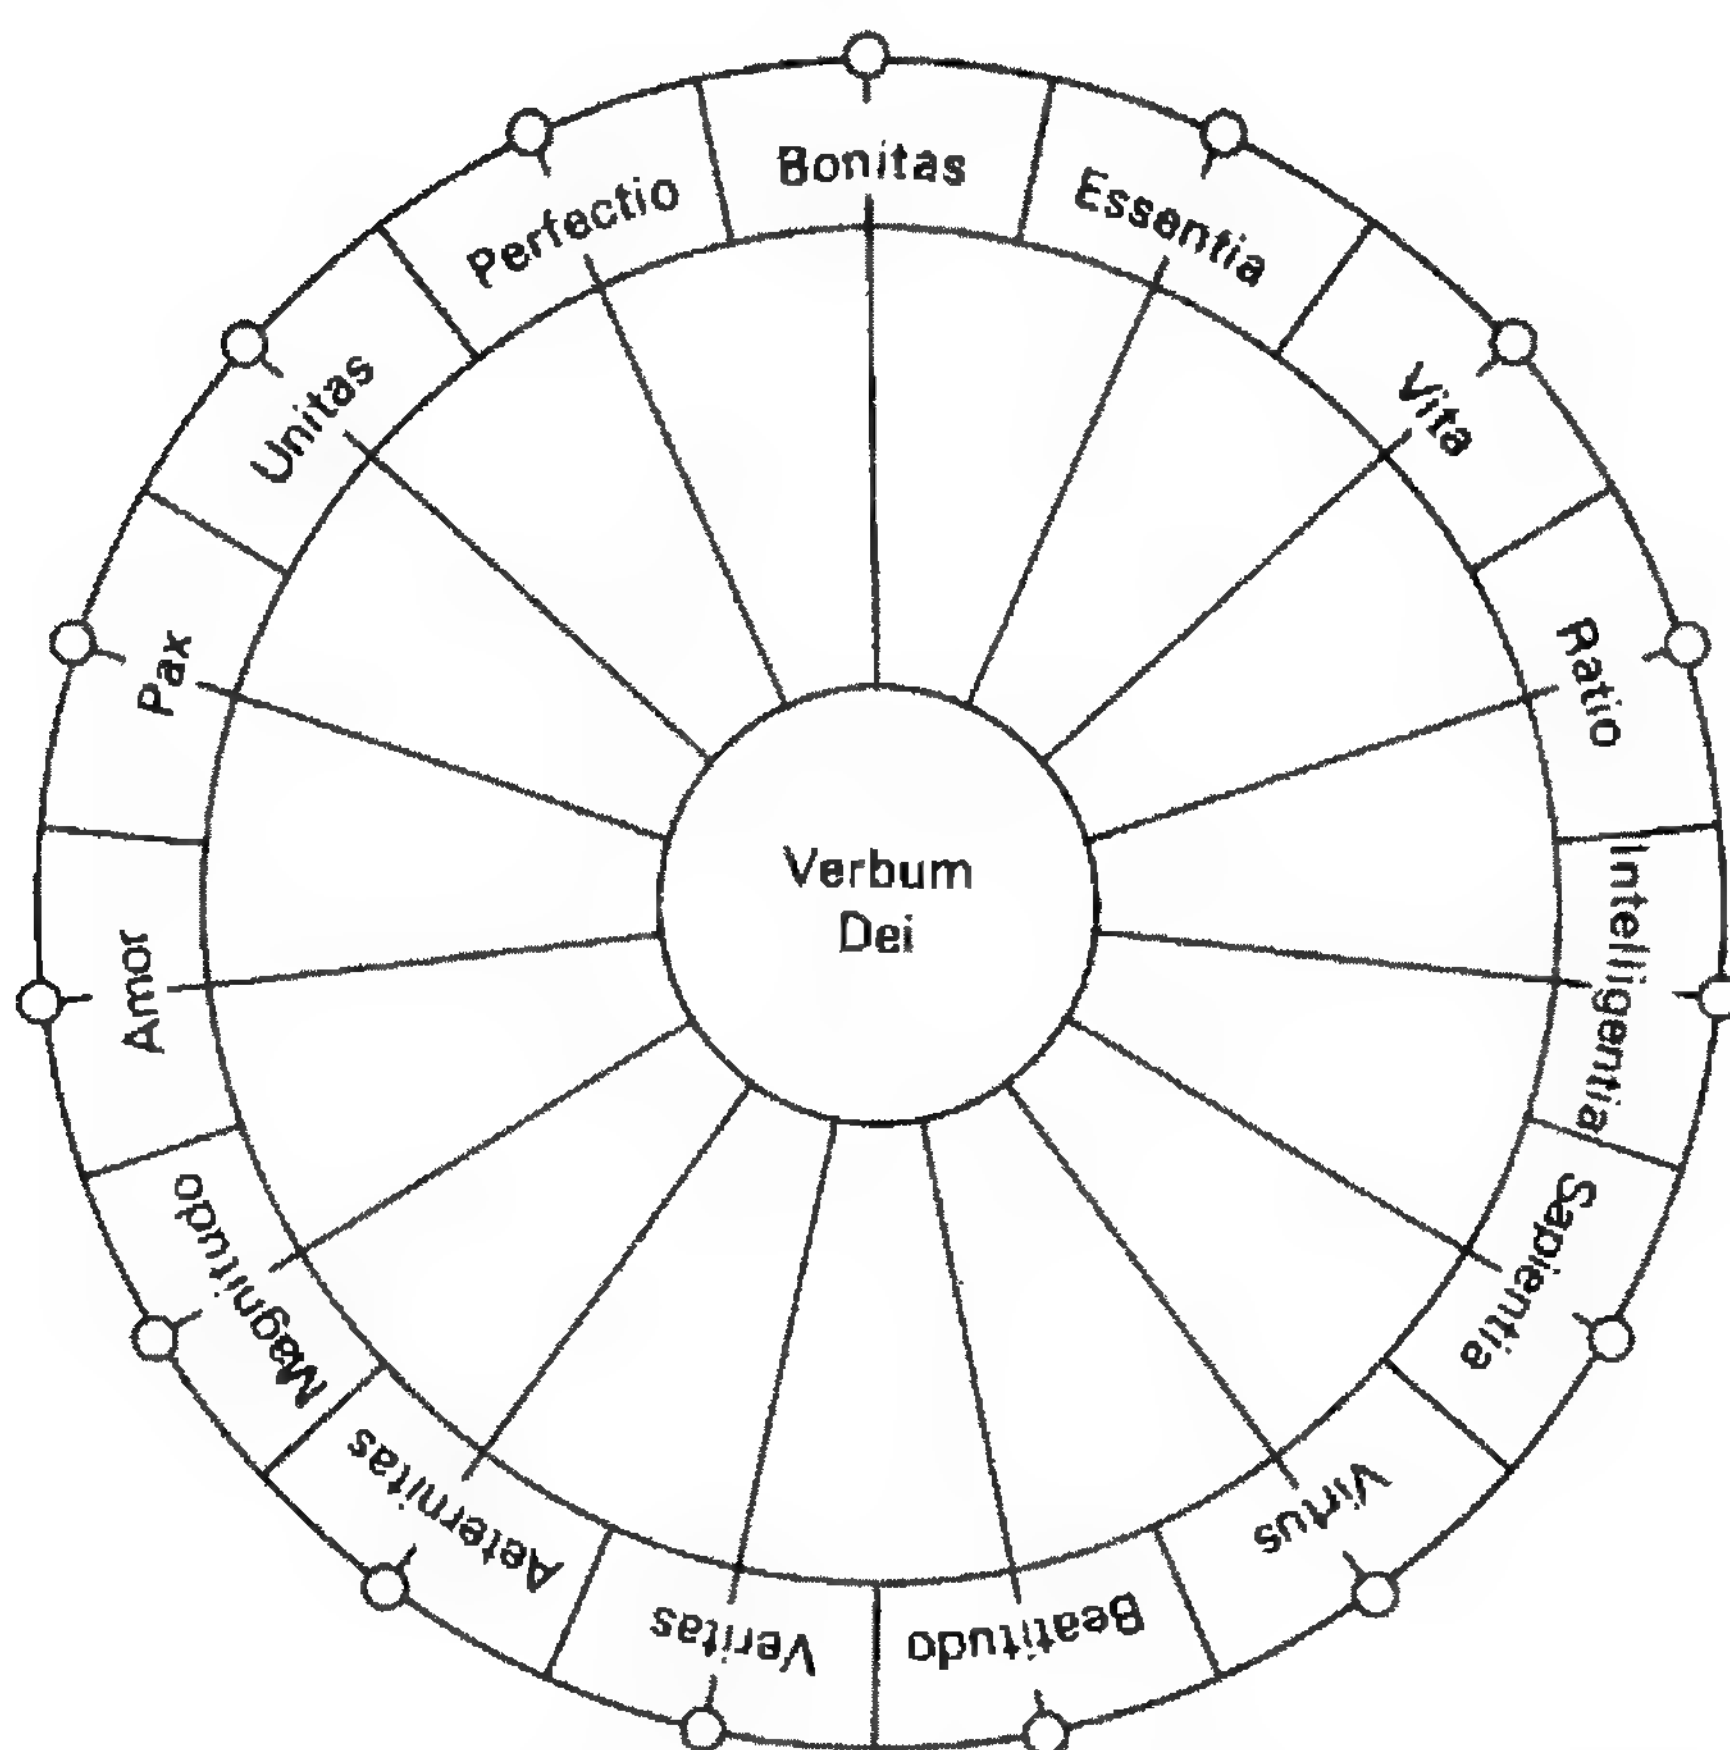 Bonitas
Essentia
Vita
Ratio
Intelligentia
Sapientia
Virtus
Beatitudo
Veritas
Aeternitas
Magnitudo
Amor
Pax
Unitas
Perfectio
Verbum
Dei